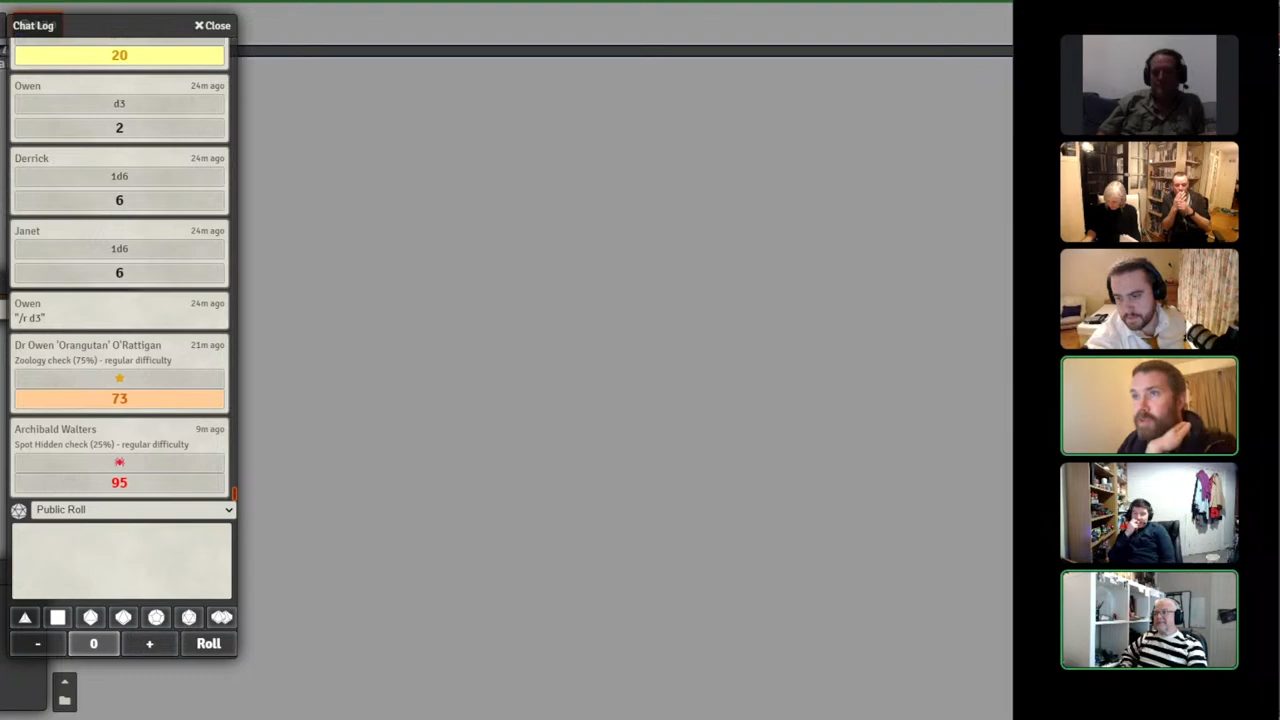 Chat Log
Close
20
Owen 24m ago
d3
2
Derrick 24m ago
1d6
6
Janet 24m ago
1d6
6
Owen 24m ago
"/r d3"
Dr Owen 'Orangutan' O'Rattigan 21m ago
Zoology check (75%) - regular difficulty
73
Archibald Walters 9m ago
Spot Hidden check (25%) - regular difficulty
95
Public Roll
- 0 + Roll